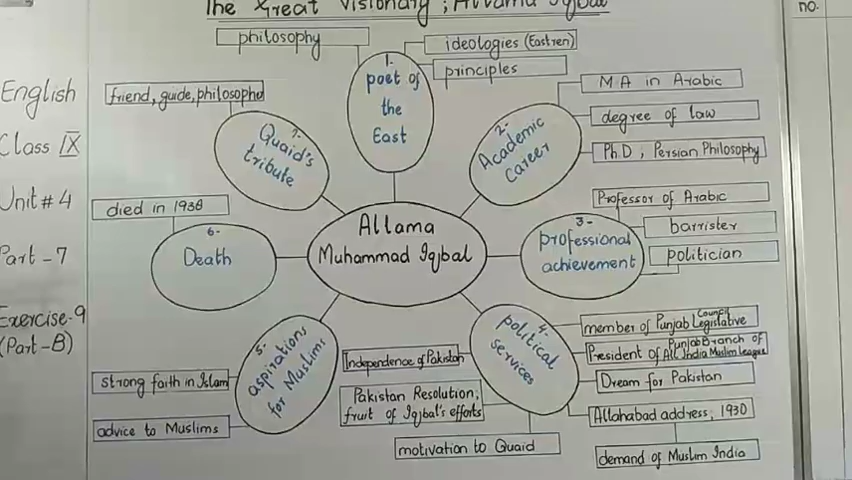 The Great Visionary; Allama Iqbal
no.
English
Class IX
Unit # 4
Part - 7
Exercise-9
(Part-B)
Allama
Muhammad Iqbal
1-
poet of
the
East
philosophy
ideologies (Eastren)
principles
2-
Academic
Career
M A in Arabic
degree of law
Ph.D, Persian Philosophy
3-
professional
achievement
Professor of Arabic
barrister
politician
4-
political
services
member of Punjab Legislative Council
President of Punjab Branch of
All India Muslim League
Dream for Pakistan
Allahabad address, 1930
demand of Muslim India
Independence of Pakistan
Pakistan Resolution;
fruit of Iqbal's efforts
motivation to Quaid
5-
aspirations
for Muslims
strong faith in Islam
advice to Muslims
6-
Death
died in 1938
7-
Quaid's
tribute
friend, guide, philosopho